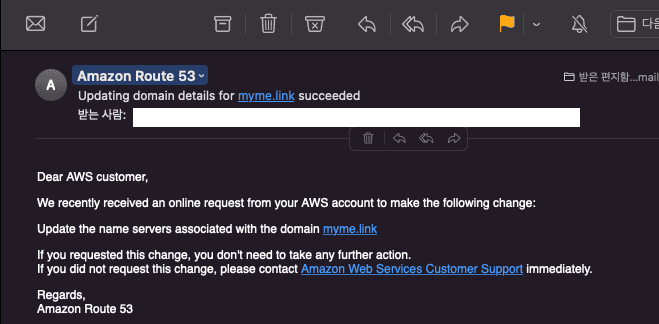 다음
A
Amazon Route 53
받은 편지함...mail
Updating domain details for myme.link succeeded
받는 사람:
Dear AWS customer,
We recently received an online request from your AWS account to make the following change:
Update the name servers associated with the domain myme.link
If you requested this change, you don't need to take any further action.
If you did not request this change, please contact Amazon Web Services Customer Support immediately.
Regards,
Amazon Route 53